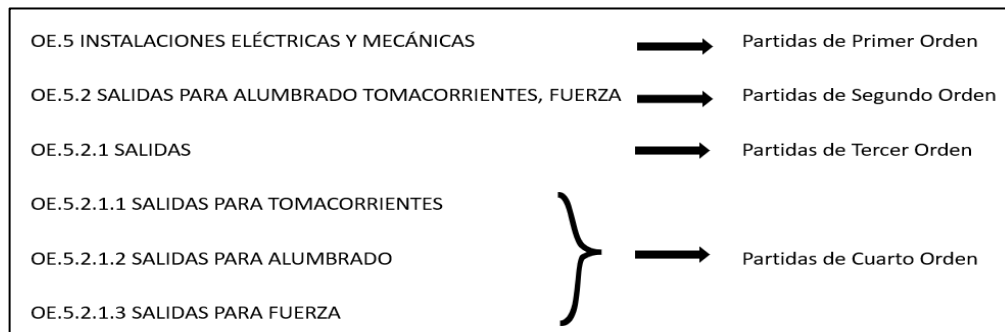 OE.5 INSTALACIONES ELÉCTRICAS Y MECÁNICAS Partidas de Primer Orden
OE.5.2 SALIDAS PARA ALUMBRADO TOMACORRIENTES, FUERZA Partidas de Segundo Orden
OE.5.2.1 SALIDAS Partidas de Tercer Orden
OE.5.2.1.1 SALIDAS PARA TOMACORRIENTES
OE.5.2.1.2 SALIDAS PARA ALUMBRADO Partidas de Cuarto Orden
OE.5.2.1.3 SALIDAS PARA FUERZA